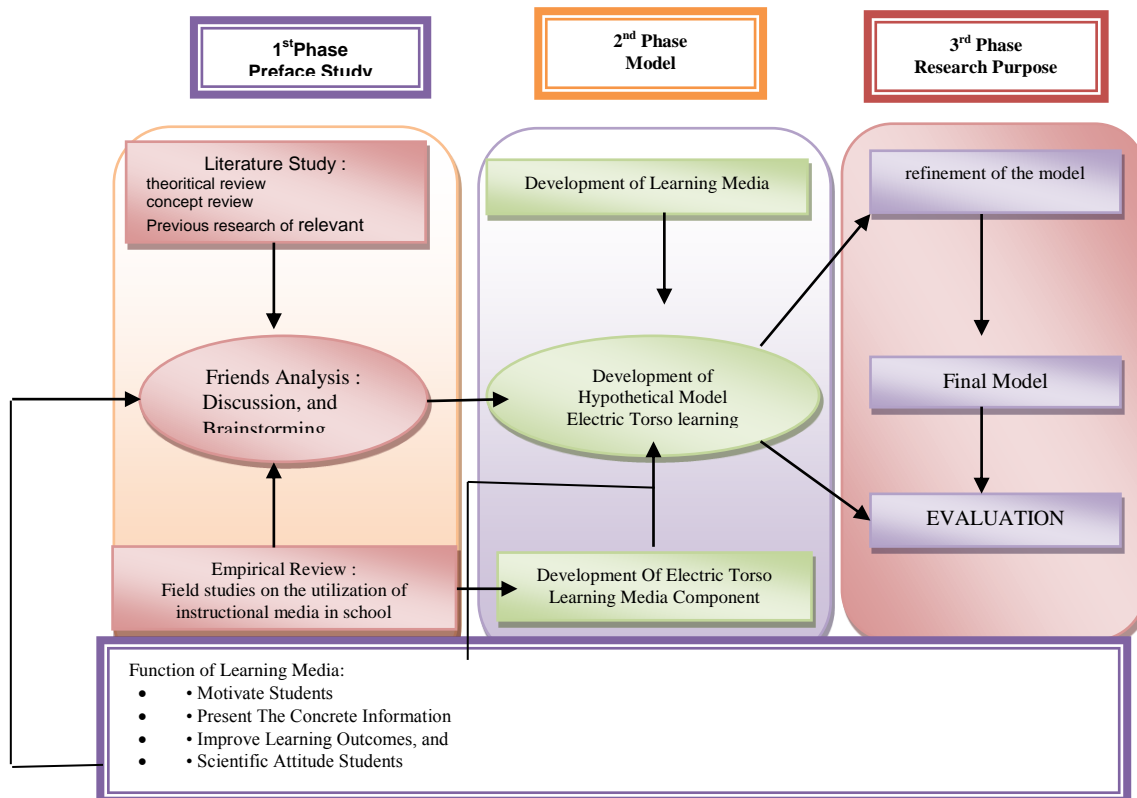 1stPhase
Preface Study
2nd Phase
Model
3rd Phase
Research Purpose
Literature Study :
theoritical review
concept review
Previous research of relevant
Friends Analysis :
Discussion, and
Brainstorming
Empirical Review :
Field studies on the utilization of
instructional media in school
Development of Learning Media
Development of
Hypothetical Model
Electric Torso learning
Development Of Electric Torso
Learning Media Component
refinement of the model
Final Model
EVALUATION
Function of Learning Media:
• • Motivate Students
• • Present The Concrete Information
• • Improve Learning Outcomes, and
• • Scientific Attitude Students